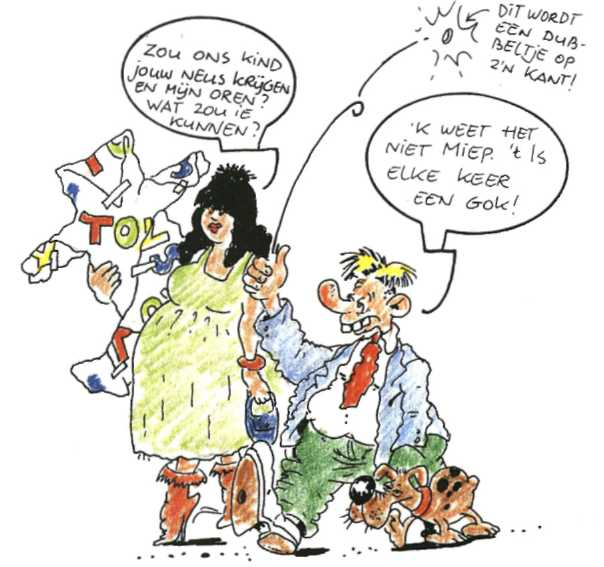 ZOU ONS KIND
JOUW NEUS KRIJGEN
EN MIJN OREN?
WAT ZOU IE
KUNNEN?
DIT WORDT
EEN DUB-
BELTJE OP
Z'N KANT!
'K WEET HET
NIET MIEP. 't IS
ELKE KEER
EEN GOK!
TOY